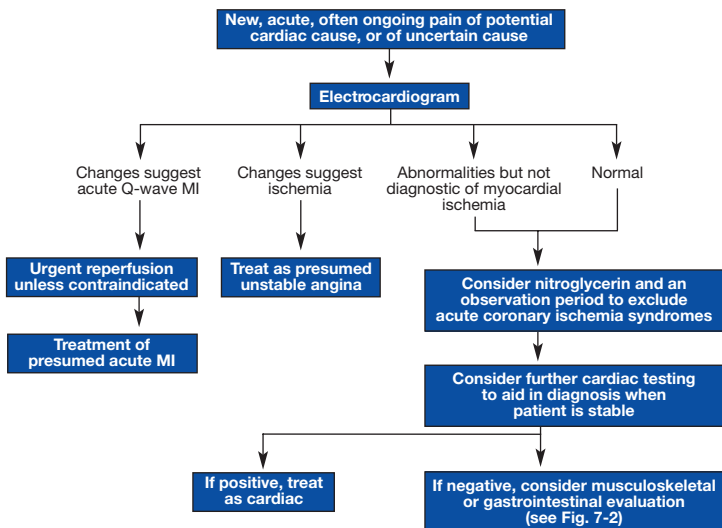 New, acute, often ongoing pain of potential
cardiac cause, or of uncertain cause
Electrocardiogram
Changes suggest
acute Q-wave MI
Changes suggest
ischemia
Abnormalities but not
diagnostic of myocardial
ischemia
Normal
Urgent reperfusion
unless contraindicated
Treat as presumed
unstable angina
Consider nitroglycerin and an
observation period to exclude
acute coronary ischemia syndromes
Treatment of
presumed acute MI
Consider further cardiac testing
to aid in diagnosis when
patient is stable
If positive, treat
as cardiac
If negative, consider musculoskeletal
or gastrointestinal evaluation
(see Fig. 7-2)